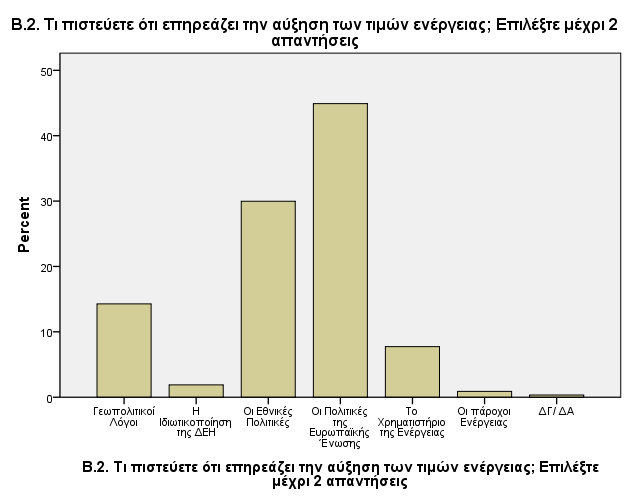 Β.2. Τι πιστεύετε ότι επηρεάζει την αύξηση των τιμών ενέργειας; Επιλέξτε μέχρι 2
απαντήσεις
50
40
30
20
10
0
Percent
Γεωπολιτικοί
Λόγοι
Η
Ιδιωτικοποίηση
της ΔΕΗ
Οι Εθνικές
Πολιτικές
Οι Πολιτικές
της
Ευρωπαϊκής
Ένωσης
Το
Χρηματιστήριο
της Ενέργειας
Οι πάροχοι
Ενέργειας
ΔΓ/ ΔΑ
Β.2. Τι πιστεύετε ότι επηρεάζει την αύξηση των τιμών ενέργειας; Επιλέξτε
μέχρι 2 απαντήσεις